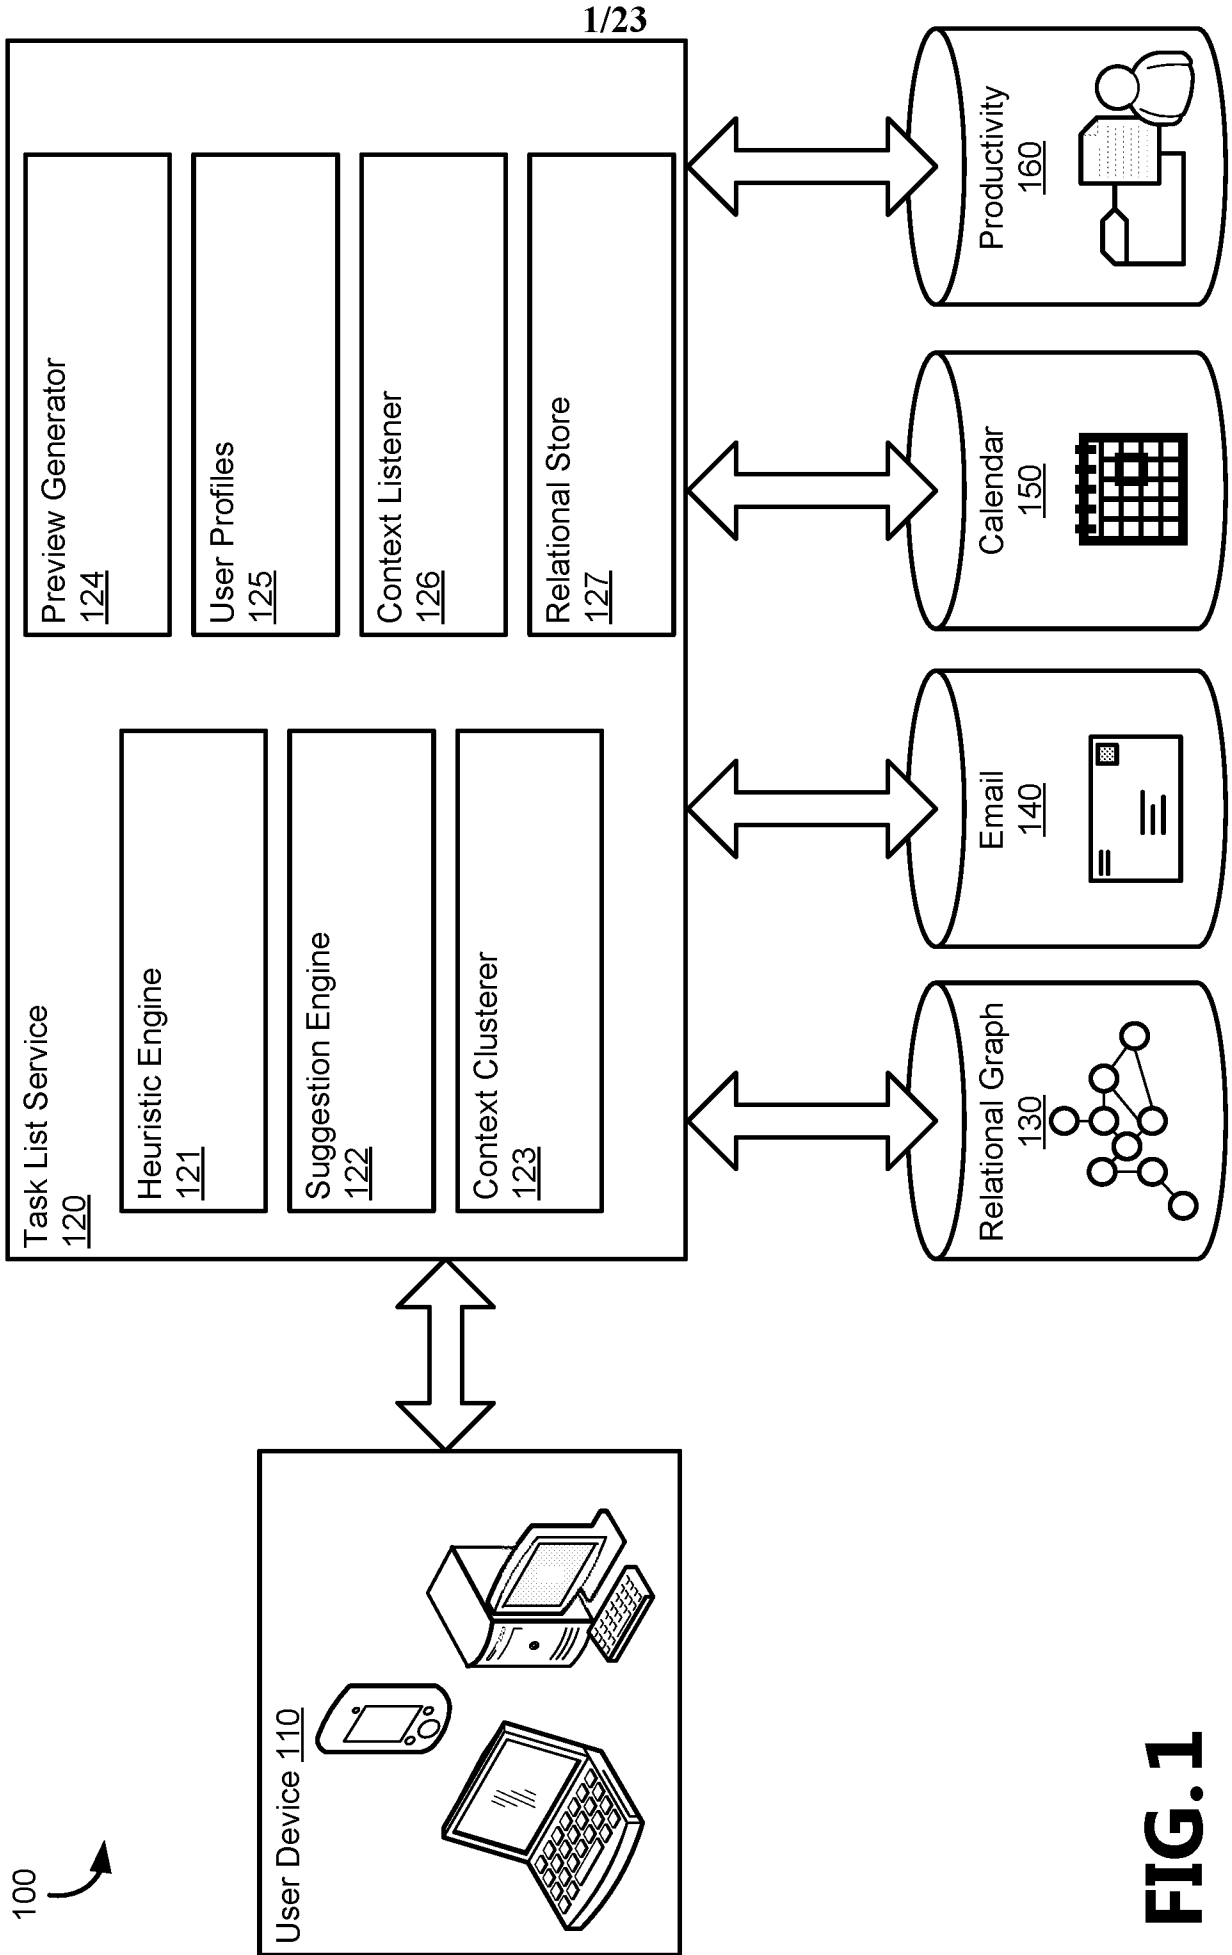 1/23
100
User Device 110
Task List Service
120
Heuristic Engine
121
Suggestion Engine
122
Context Clusterer
123
Preview Generator
124
User Profiles
125
Context Listener
126
Relational Store
127
Relational Graph
130
Email
140
Calendar
150
Productivity
160
FIG. 1